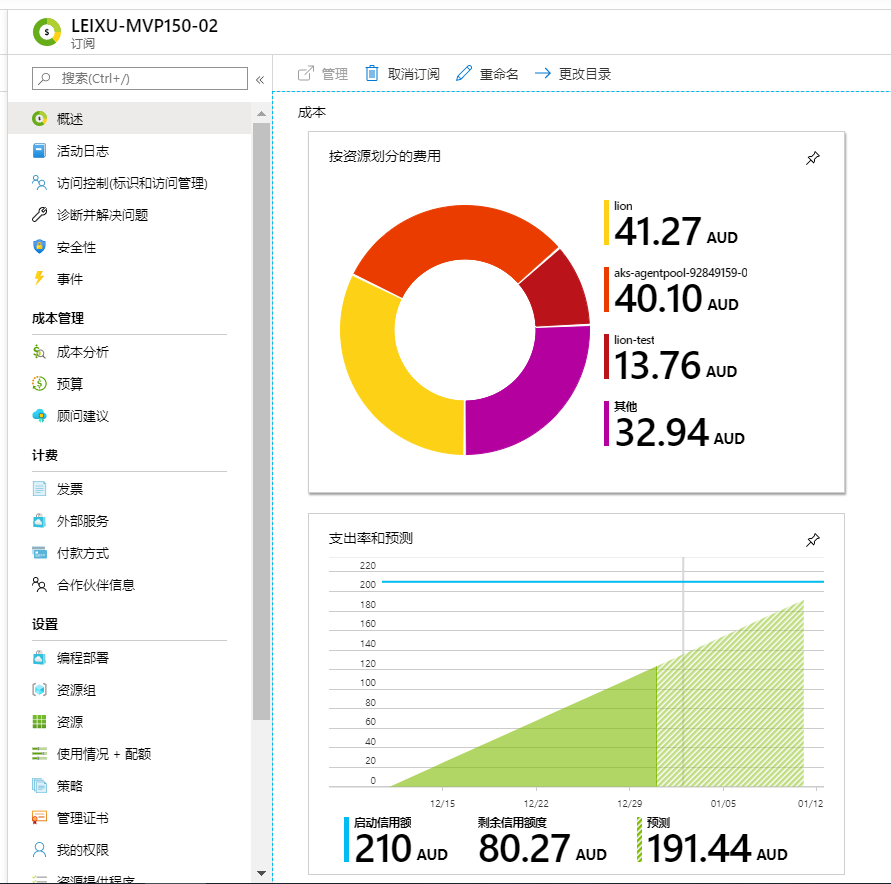 LEIXU-MVP150-02
订阅
搜索(Ctrl+/)
«
管理
取消订阅
重命名
更改目录
概述
活动日志
访问控制(标识和访问管理)
诊断并解决问题
安全性
事件
成本管理
成本分析
预算
顾问建议
计费
发票
外部服务
付款方式
合作伙伴信息
设置
编程部署
资源组
资源
使用情况 + 配额
策略
管理证书
我的权限
资源提供程序
成本
按资源划分的费用
lion
41.27 AUD
aks-agentpool-92849159-0
40.10 AUD
lion-test
13.76 AUD
其他
32.94 AUD
支出率和预测
220
200
180
160
140
120
100
80
60
40
20
0
12/15 12/22 12/29 01/05 01/12
启动信用额 剩余信用额度 预测
210 AUD 80.27 AUD 191.44 AUD